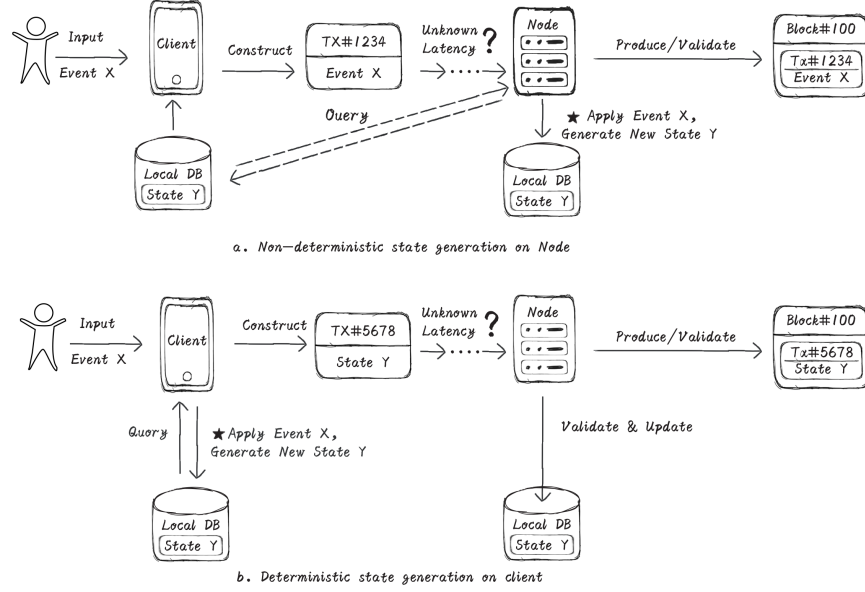 Input
Event X
Client
Construct
TX#1234
Event X
Unknown
Latency ?
Node
Produce/Validate
Block#100
Tx#1234
Event X
Query
★ Apply Event X,
Generate New State Y
Local DB
State Y
Local DB
State Y
a. Non-deterministic state generation on Node
Input
Event X
Client
Construct
TX#5678
State Y
Unknown
Latency ?
Node
Produce/Validate
Block#100
Tx#5678
State Y
Query
★ Apply Event X,
Generate New State Y
Validate & Update
Local DB
State Y
Local DB
State Y
b. Deterministic state generation on client